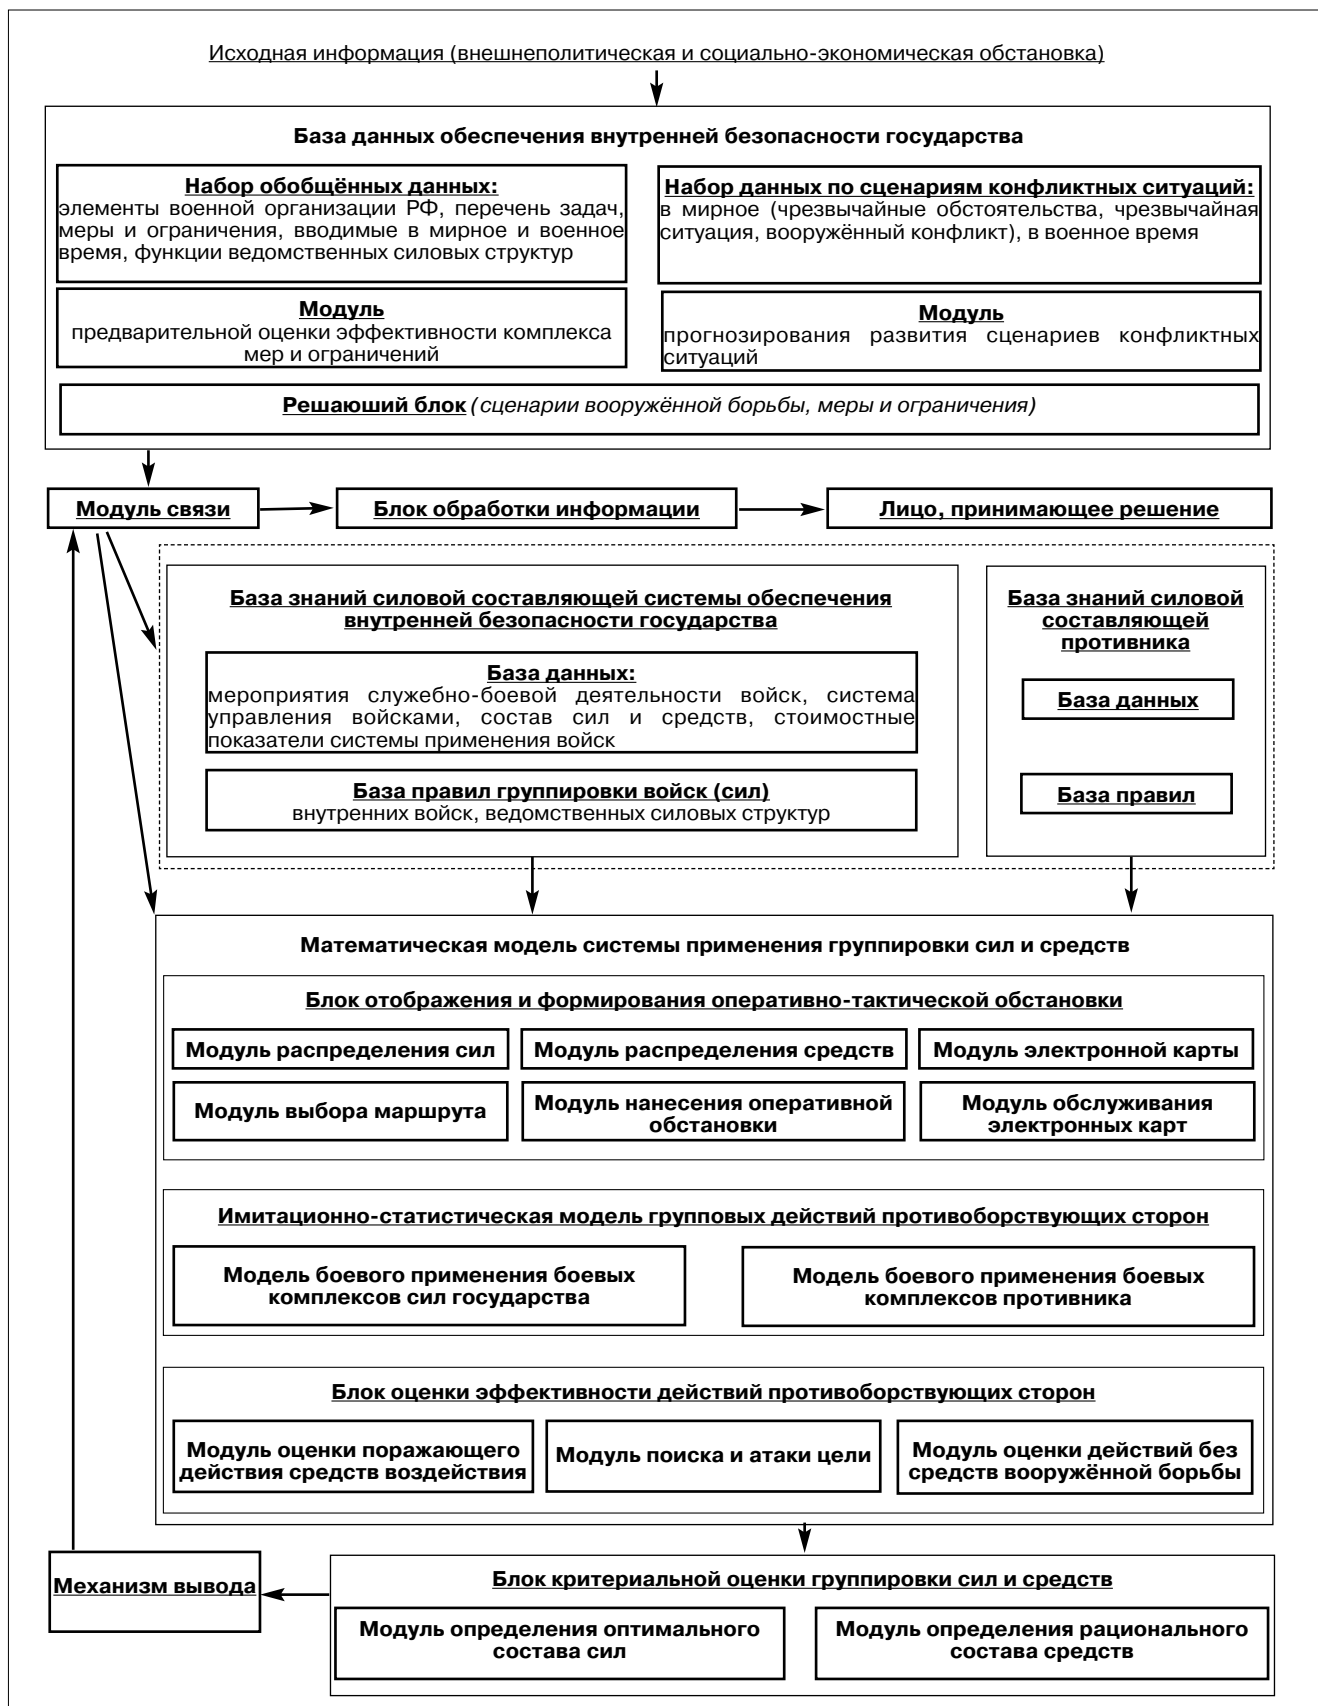 Исходная информация (внешнеполитическая и социально-экономическая обстановка)
База данных обеспечения внутренней безопасности государства
Набор обобщённых данных:
элементы военной организации РФ, перечень задач,
меры и ограничения, вводимые в мирное и военное
время, функции ведомственных силовых структур
Набор данных по сценариям конфликтных ситуаций:
в мирное (чрезвычайные обстоятельства, чрезвычайная
ситуация, вооружённый конфликт), в военное время
Модуль
предварительной оценки эффективности комплекса
мер и ограничений
Модуль
прогнозирования развития сценариев конфликтных
ситуаций
Решаюший блок (сценарии вооружённой борьбы, меры и ограничения)
Модуль связи
Блок обработки информации
Лицо, принимающее решение
База знаний силовой составляющей системы обеспечения
внутренней безопасности государства
База данных:
мероприятия служебно-боевой деятельности войск, система
управления войсками, состав сил и средств, стоимостные
показатели системы применения войск
База правил группировки войск (сил)
внутренних войск, ведомственных силовых структур
База знаний силовой
составляющей
противника
База данных
База правил
Математическая модель системы применения группировки сил и средств
Блок отображения и формирования оперативно-тактической обстановки
Модуль распределения сил
Модуль распределения средств
Модуль электронной карты
Модуль выбора маршрута
Модуль нанесения оперативной
обстановки
Модуль обслуживания
электронных карт
Имитационно-статистическая модель групповых действий противоборствующих сторон
Модель боевого применения боевых
комплексов сил государства
Модель боевого применения боевых
комплексов противника
Блок оценки эффективности действий противоборствующих сторон
Модуль оценки поражающего
действия средств воздействия
Модуль поиска и атаки цели
Модуль оценки действий без
средств вооружённой борьбы
Механизм вывода
Блок критериальной оценки группировки сил и средств
Модуль определения оптимального
состава сил
Модуль определения рационального
состава средств